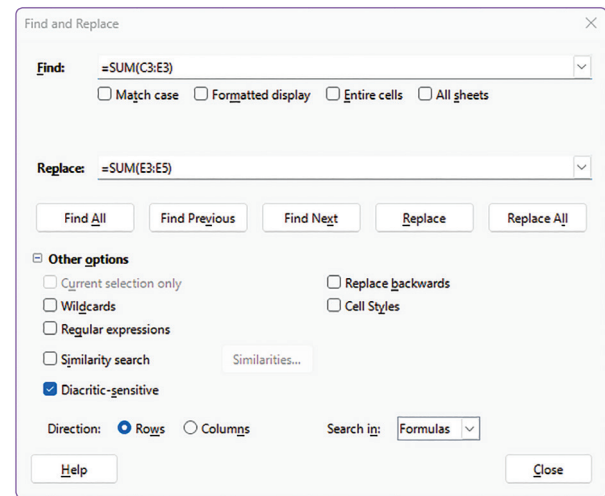 Find and Replace
Find: =SUM(C3:E3)
Match case Formatted display Entire cells All sheets
Replace: =SUM(E3:E5)
Find All Find Previous Find Next Replace Replace All
Other options
Current selection only Replace backwards
Wildcards Cell Styles
Regular expressions
Similarity search Similarities...
Diacritic-sensitive
Direction: Rows Columns Search in: Formulas
Help Close